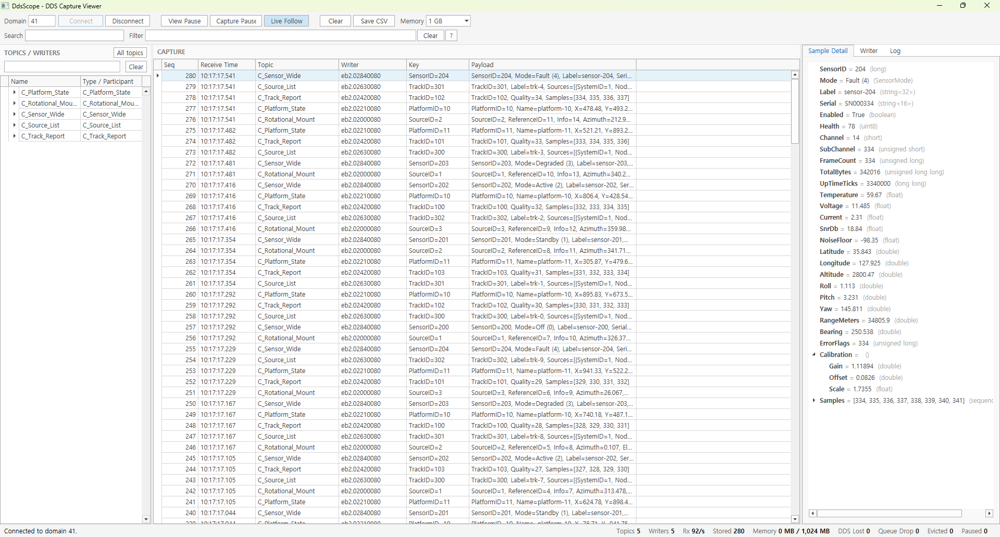 DdsScope - DDS Capture Viewer
Domain 41 Connect Disconnect View Pause Capture Pause Live Follow Clear Save CSV Memory 1 GB
Search Filter Clear ?
TOPICS / WRITERS All topics
Clear
Name Type / Participant
C_Platform_State C_Platform_State
C_Rotational_Mou... C_Rotational_Mou...
C_Sensor_Wide C_Sensor_Wide
C_Source_List C_Source_List
C_Track_Report C_Track_Report
CAPTURE
Seq Receive Time Topic Writer Key Payload
280 10:17:17.541 C_Sensor_Wide eb2.02840080 SensorID=204 SensorID=204, Mode=Fault (4), Label=sensor-204, Seri...
279 10:17:17.541 C_Source_List eb2.02630080 TrackID=301 TrackID=301, Label=trk-4, Sources=[{SystemID=1, Nod...
278 10:17:17.541 C_Track_Report eb2.02420080 TrackID=102 TrackID=102, Quality=34, Samples=[334, 335, 336, 337]
277 10:17:17.541 C_Platform_State eb2.02210080 PlatformID=10 PlatformID=10, Name=platform-10, X=478.48, Y=493.2...
276 10:17:17.541 C_Rotational_Mount eb2.02000080 SourceID=2 SourceID=2, ReferenceID=11, Info=14, Azimuth=212.9...
275 10:17:17.482 C_Platform_State eb2.02210080 PlatformID=11 PlatformID=11, Name=platform-11, X=521.21, Y=893.2...
274 10:17:17.482 C_Track_Report eb2.02420080 TrackID=101 TrackID=101, Quality=33, Samples=[333, 334, 335, 336]
273 10:17:17.482 C_Source_List eb2.02630080 TrackID=300 TrackID=300, Label=trk-3, Sources=[{SystemID=1, Nod...
272 10:17:17.481 C_Sensor_Wide eb2.02840080 SensorID=203 SensorID=203, Mode=Degraded (3), Label=sensor-203,...
271 10:17:17.481 C_Rotational_Mount eb2.02000080 SourceID=1 SourceID=1, ReferenceID=10, Info=13, Azimuth=340.2...
270 10:17:17.416 C_Sensor_Wide eb2.02840080 SensorID=202 SensorID=202, Mode=Active (2), Label=sensor-202, Ser...
269 10:17:17.416 C_Platform_State eb2.02210080 PlatformID=10 PlatformID=10, Name=platform-10, X=806.4, Y=428.54...
268 10:17:17.416 C_Track_Report eb2.02420080 TrackID=100 TrackID=100, Quality=32, Samples=[332, 333, 334, 335]
267 10:17:17.416 C_Source_List eb2.02630080 TrackID=302 TrackID=302, Label=trk-2, Sources=[{SystemID=1, Nod...
266 10:17:17.416 C_Rotational_Mount eb2.02000080 SourceID=3 SourceID=3, ReferenceID=9, Info=12, Azimuth=359.98...
265 10:17:17.354 C_Sensor_Wide eb2.02840080 SensorID=201 SensorID=201, Mode=Standby (1), Label=sensor-201,...
264 10:17:17.354 C_Rotational_Mount eb2.02000080 SourceID=2 SourceID=2, ReferenceID=8, Info=11, Azimuth=341.71...
263 10:17:17.354 C_Platform_State eb2.02210080 PlatformID=11 PlatformID=11, Name=platform-11, X=305.87, Y=479.6...
262 10:17:17.354 C_Track_Report eb2.02420080 TrackID=103 TrackID=103, Quality=31, Samples=[331, 332, 333, 334]
261 10:17:17.354 C_Source_List eb2.02630080 TrackID=301 TrackID=301, Label=trk-1, Sources=[{SystemID=1, Nod...
260 10:17:17.292 C_Platform_State eb2.02210080 PlatformID=10 PlatformID=10, Name=platform-10, X=895.83, Y=673.5...
259 10:17:17.292 C_Track_Report eb2.02420080 TrackID=102 TrackID=102, Quality=30, Samples=[330, 331, 332, 333]
258 10:17:17.292 C_Source_List eb2.02630080 TrackID=300 TrackID=300, Label=trk-0, Sources=[{SystemID=1, Nod...
257 10:17:17.292 C_Sensor_Wide eb2.02840080 SensorID=200 SensorID=200, Mode=Off (0), Label=sensor-200, Serial...
256 10:17:17.292 C_Rotational_Mount eb2.02000080 SourceID=1 SourceID=1, ReferenceID=7, Info=10, Azimuth=326.37...
255 10:17:17.229 C_Sensor_Wide eb2.02840080 SensorID=204 SensorID=204, Mode=Fault (4), Label=sensor-204, Seri...
254 10:17:17.229 C_Source_List eb2.02630080 TrackID=302 TrackID=302, Label=trk-9, Sources=[{SystemID=1, Nod...
253 10:17:17.229 C_Platform_State eb2.02210080 PlatformID=11 PlatformID=11, Name=platform-11, X=941.33, Y=522.2...
252 10:17:17.229 C_Track_Report eb2.02420080 TrackID=101 TrackID=101, Quality=29, Samples=[329, 330, 331, 332]
251 10:17:17.229 C_Rotational_Mount eb2.02000080 SourceID=3 SourceID=3, ReferenceID=6, Info=9, Azimuth=26.067,...
250 10:17:17.167 C_Sensor_Wide eb2.02840080 SensorID=203 SensorID=203, Mode=Degraded (3), Label=sensor-203,...
249 10:17:17.167 C_Platform_State eb2.02210080 PlatformID=10 PlatformID=10, Name=platform-10, X=740.18, Y=487.1...
248 10:17:17.167 C_Track_Report eb2.02420080 TrackID=100 TrackID=100, Quality=28, Samples=[328, 329, 330, 331]
247 10:17:17.167 C_Source_List eb2.02630080 TrackID=301 TrackID=301, Label=trk-8, Sources=[{SystemID=1, Nod...
246 10:17:17.167 C_Rotational_Mount eb2.02000080 SourceID=2 SourceID=2, ReferenceID=5, Info=8, Azimuth=0.107, El...
245 10:17:17.105 C_Sensor_Wide eb2.02840080 SensorID=202 SensorID=202, Mode=Active (2), Label=sensor-202, Ser...
244 10:17:17.105 C_Track_Report eb2.02420080 TrackID=103 TrackID=103, Quality=27, Samples=[327, 328, 329, 330]
243 10:17:17.105 C_Source_List eb2.02630080 TrackID=300 TrackID=300, Label=trk-7, Sources=[{SystemID=1, Nod...
242 10:17:17.105 C_Rotational_Mount eb2.02000080 SourceID=1 SourceID=1, ReferenceID=4, Info=7, Azimuth=313.478,...
241 10:17:17.105 C_Platform_State eb2.02210080 PlatformID=11 PlatformID=11, Name=platform-11, X=624.78, Y=898.4...
240 10:17:17.044 C_Sensor_Wide eb2.02840080 SensorID=201 SensorID=201, Mode=Standby (1), Label=sensor-201,...
Sample Detail Writer Log
SensorID = 204 (long)
Mode = Fault (4) (SensorMode)
Label = sensor-204 (string<32>)
Serial = SN000334 (string<16>)
Enabled = True (boolean)
Health = 78 (uint8)
Channel = 14 (short)
SubChannel = 334 (unsigned short)
FrameCount = 334 (unsigned long)
TotalBytes = 342016 (unsigned long long)
UpTimeTicks = 3340000 (long long)
Temperature = 59.67 (float)
Voltage = 11.485 (float)
Current = 2.31 (float)
SnrDb = 18.84 (float)
NoiseFloor = -98.35 (float)
Latitude = 35.843 (double)
Longitude = 127.925 (double)
Altitude = 2800.47 (double)
Roll = 1.113 (double)
Pitch = 3.231 (double)
Yaw = 145.811 (double)
RangeMeters = 34805.9 (double)
Bearing = 250.538 (double)
ErrorFlags = 334 (unsigned long)
Calibration = ()
Gain = 1.11894 (double)
Offset = 0.0826 (double)
Scale = 1.7355 (float)
Samples = [334, 335, 336, 337, 338, 339, 340, 341] (sequenc
Connected to domain 41. Topics 5 Writers 5 Rx 92/s Stored 280 Memory 0 MB / 1,024 MB DDS Lost 0 Queue Drop 0 Evicted 0 Paused 0